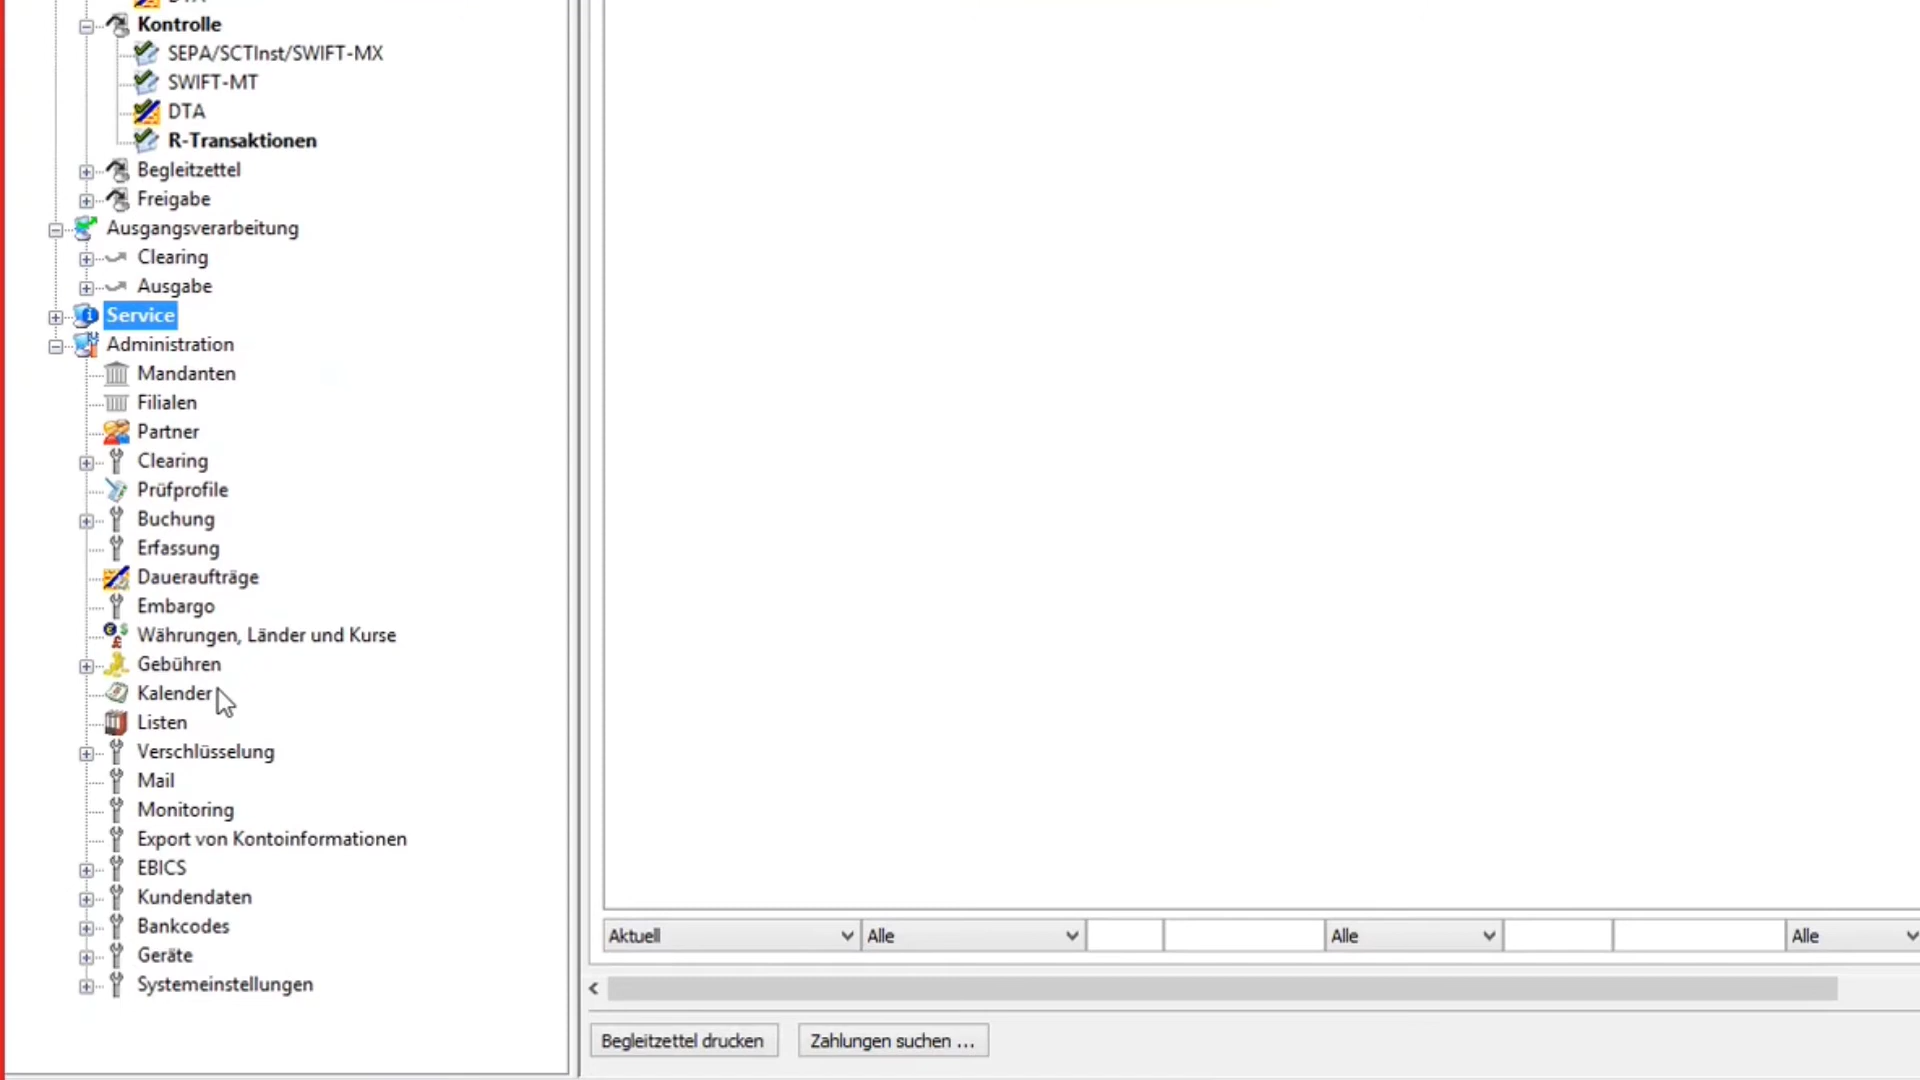 Kontrolle
SEPA/SCTInst/SWIFT-MX
SWIFT-MT
DTA
R-Transaktionen
Begleitzettel
Freigabe
Ausgangsverarbeitung
Clearing
Ausgabe
Service
Administration
Mandanten
Filialen
Partner
Clearing
Prüfprofile
Buchung
Erfassung
Daueraufträge
Embargo
Währungen, Länder und Kurse
Gebühren
Kalender
Listen
Verschlüsselung
Mail
Monitoring
Export von Kontoinformationen
EBICS
Kundendaten
Bankcodes
Geräte
Systemeinstellungen
Aktuell Alle Alle Alle
Begleitzettel drucken Zahlungen suchen ...